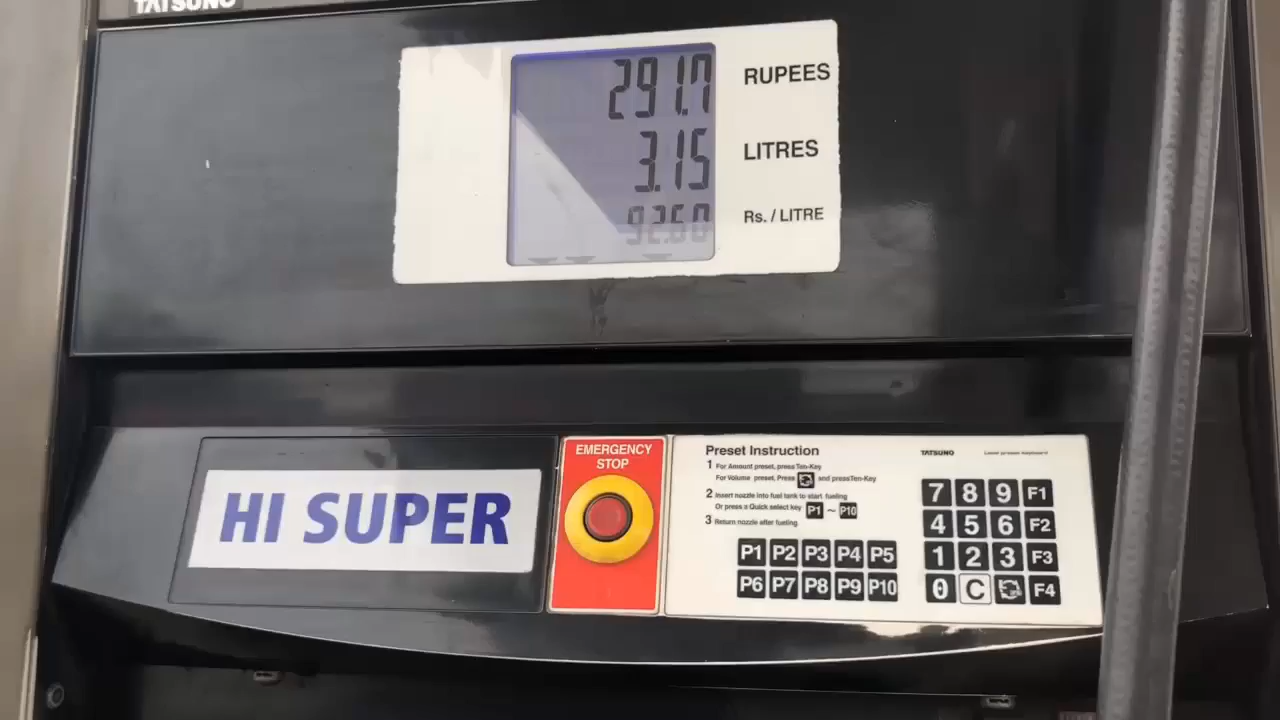 TATSUNO
291.7 RUPEES
3.15 LITRES
92.60 Rs. / LITRE
HI SUPER
EMERGENCY
STOP
Preset Instruction
1 For Amount preset, press Ten-Key
For Volume preset, Press and press Ten-Key
2 Insert nozzle into fuel tank to start fueling
Or press a Quick select key P1 ~ P10
3 Return nozzle after fueling
P1 P2 P3 P4 P5
P6 P7 P8 P9 P10
TATSUNO
7 8 9 F1
4 5 6 F2
1 2 3 F3
0 C F4